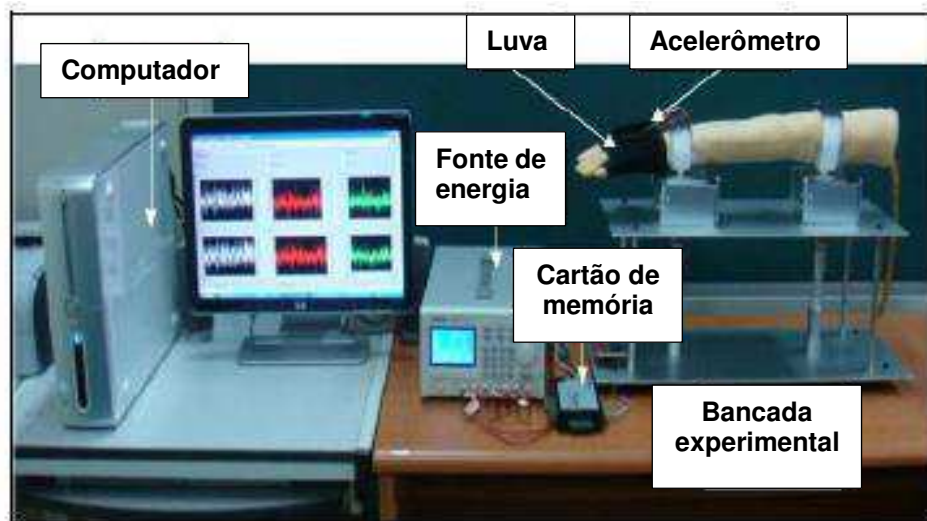 Luva
Acelerômetro
Computador
Fonte de
energia
Cartão de
memória
Bancada
experimental